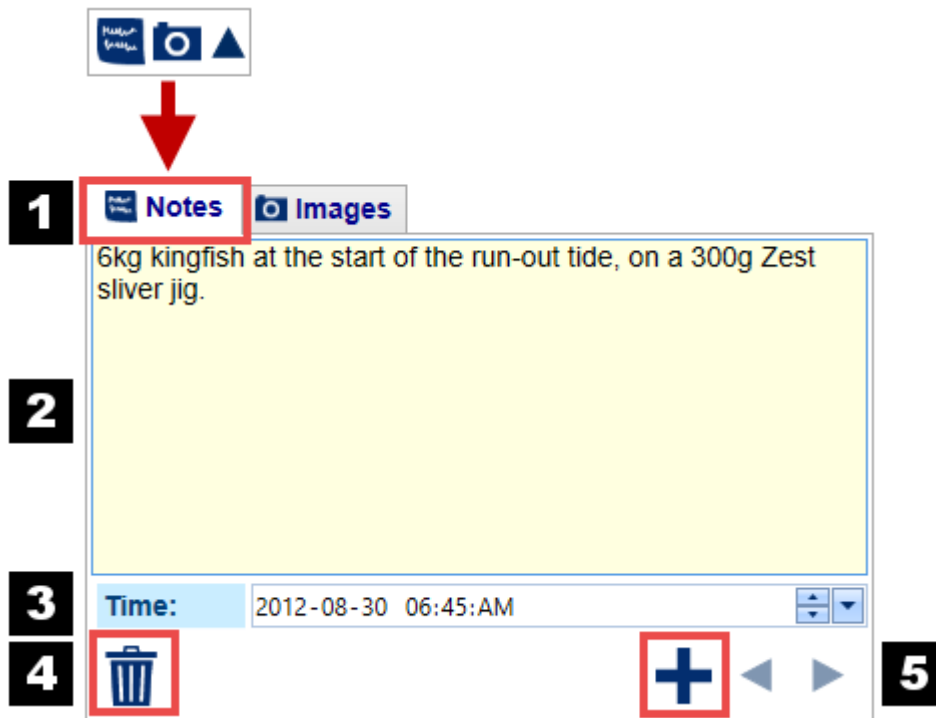 1
Notes
Images
6kg kingfish at the start of the run-out tide, on a 300g Zest
sliver jig.
2
3
Time:
2012-08-30 06:45:AM
4
5